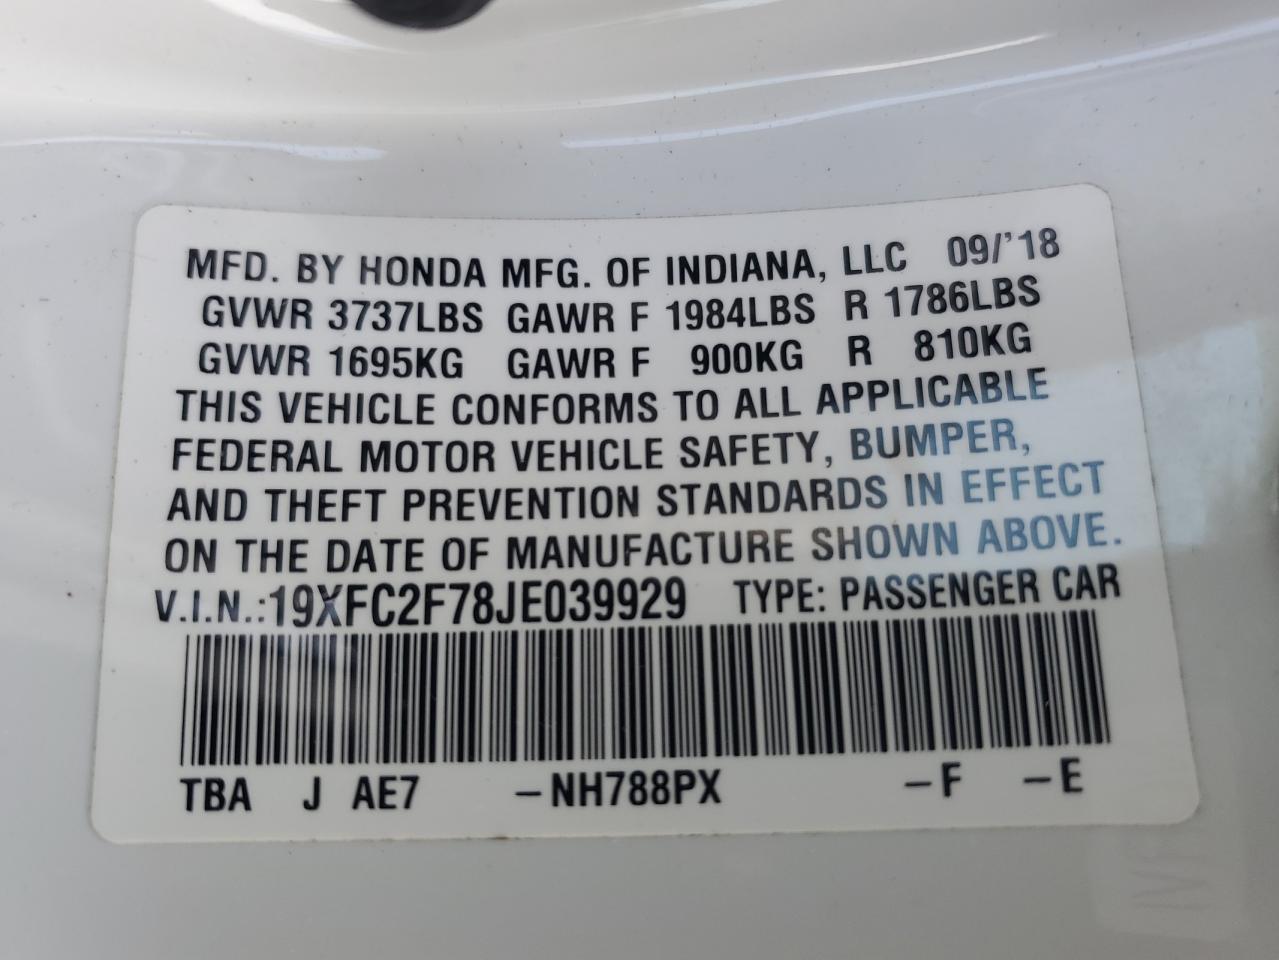 MFD. BY HONDA MFG. OF INDIANA, LLC 09/'18
GVWR 3737LBS GAWR F 1984LBS R 1786LBS
GVWR 1695KG GAWR F 900KG R 810KG
THIS VEHICLE CONFORMS TO ALL APPLICABLE
FEDERAL MOTOR VEHICLE SAFETY, BUMPER,
AND THEFT PREVENTION STANDARDS IN EFFECT
ON THE DATE OF MANUFACTURE SHOWN ABOVE.
V.I.N.:19XFC2F78JE039929 TYPE: PASSENGER CAR
TBA J AE7 –NH788PX –F –E